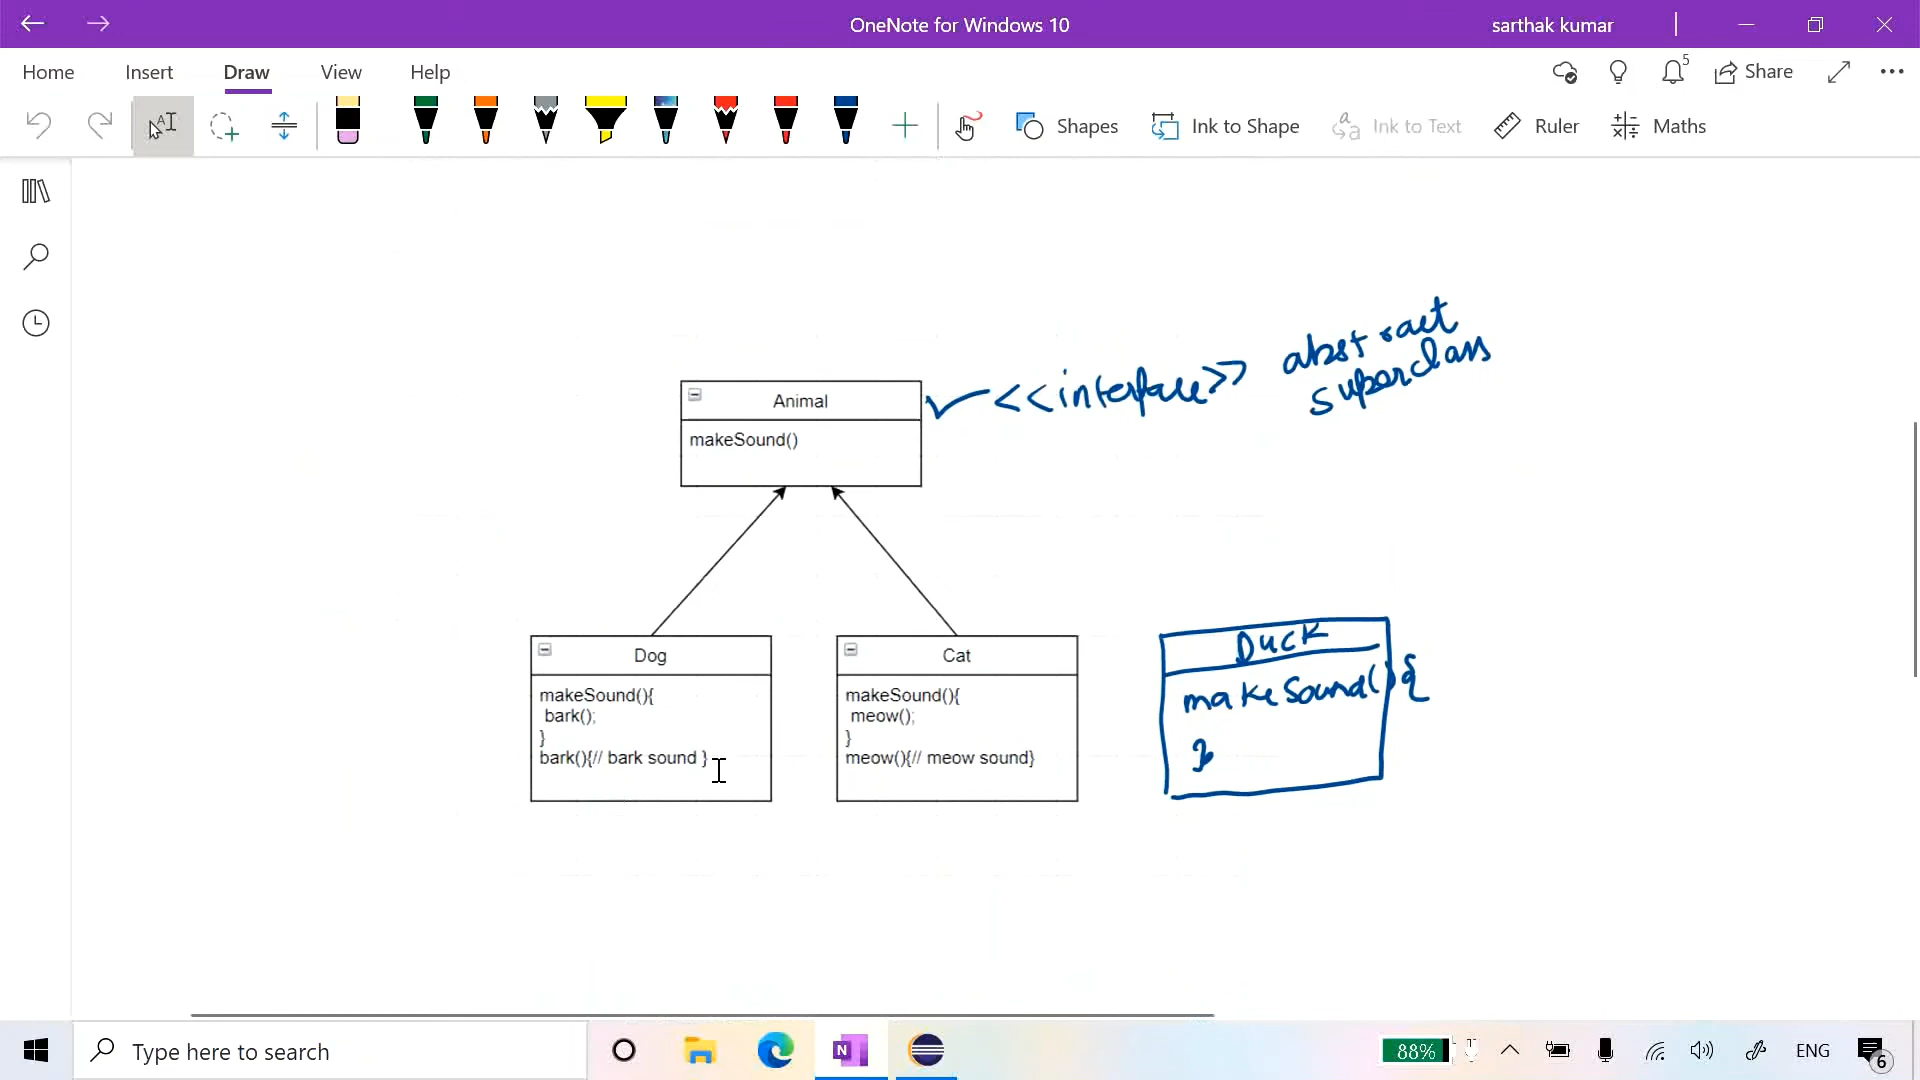 OneNote for Windows 10
sarthak kumar
Home
Insert
Draw
View
Help
5
Share
Shapes
Ink to Shape
Ink to Text
Ruler
Maths
abstract
superclass
<<interface>>
Animal
makeSound()
Dog
makeSound(){
bark();
}
bark(){// bark sound }
Cat
makeSound(){
meow();
}
meow(){// meow sound}
Duck
makeSound(){
}
Type here to search
88%
ENG
6